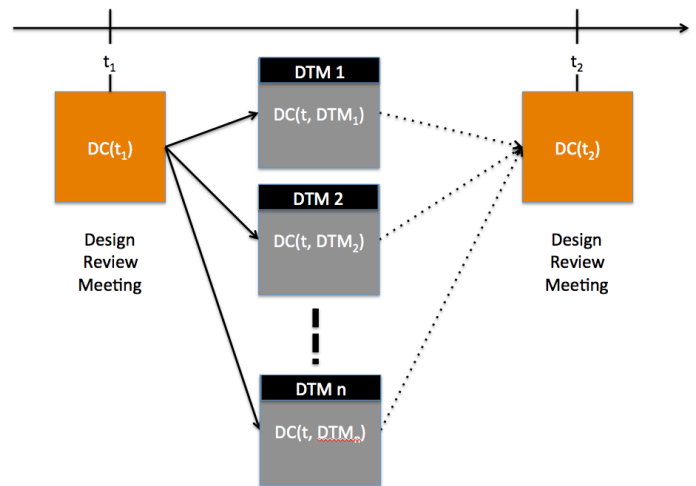 t₁
t₂
DTM 1
DC(t, DTM₁)
DC(t₁)
DC(t₂)
DTM 2
DC(t, DTM₂)
Design
Review
Meeting
Design
Review
Meeting
DTM n
DC(t, DTMₙ)